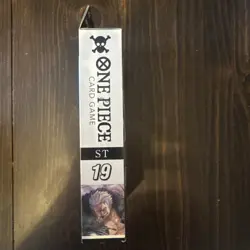 ONE PIECE
CARD GAME
ST
19